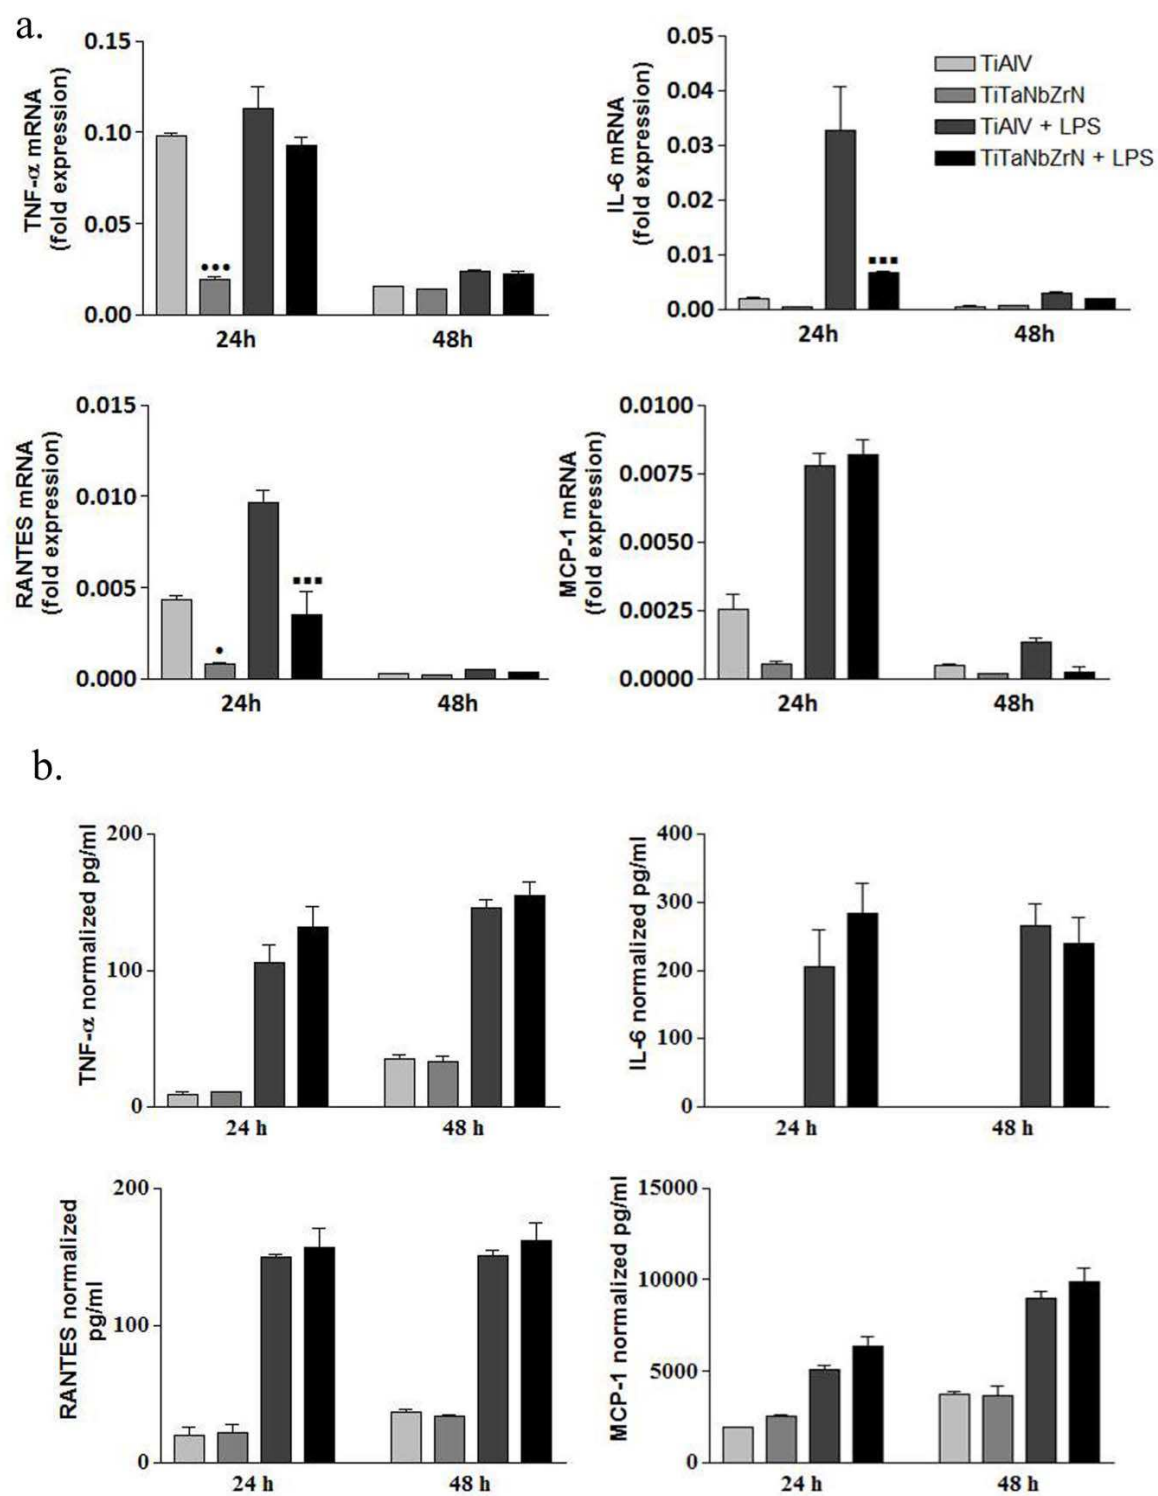 a.
TNF-α mRNA
(fold expression)
0.15
0.10
0.05
0.00
•••
24h
48h
IL-6 mRNA
(fold expression)
0.05
0.04
0.03
0.02
0.01
0.00
▪▪▪
24h
48h
TiAlV
TiTaNbZrN
TiAlV + LPS
TiTaNbZrN + LPS
RANTES mRNA
(fold expression)
0.015
0.010
0.005
0.000
•
▪▪▪
24h
48h
MCP-1 mRNA
(fold expression)
0.0100
0.0075
0.0050
0.0025
0.0000
24h
48h
b.
TNF-α normalized pg/ml
200
100
0
24 h
48 h
IL-6 normalized pg/ml
400
300
200
100
0
24 h
48 h
RANTES normalized
pg/ml
200
100
0
24 h
48 h
MCP-1 normalized pg/ml
15000
10000
5000
0
24 h
48 h